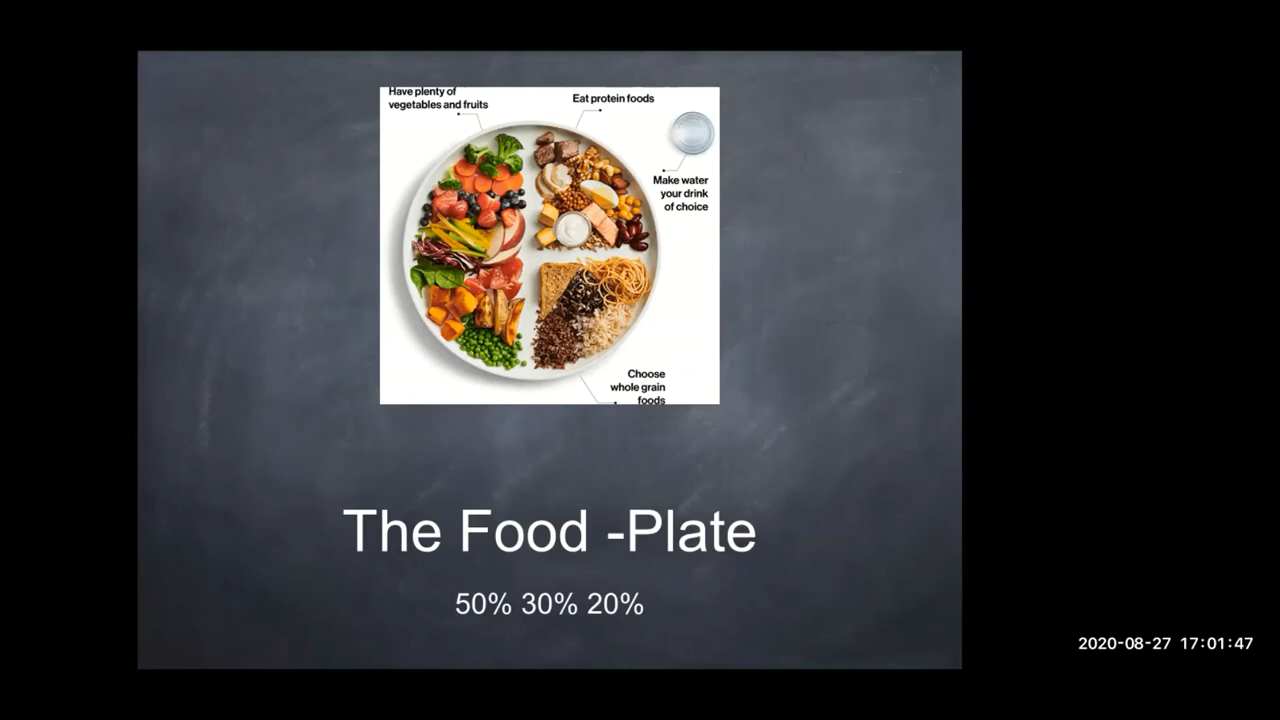 Have plenty of
vegetables and fruits
Eat protein foods
Make water
your drink
of choice
Choose
whole grain
foods
The Food -Plate
50% 30% 20%
2020-08-27 17:01:47